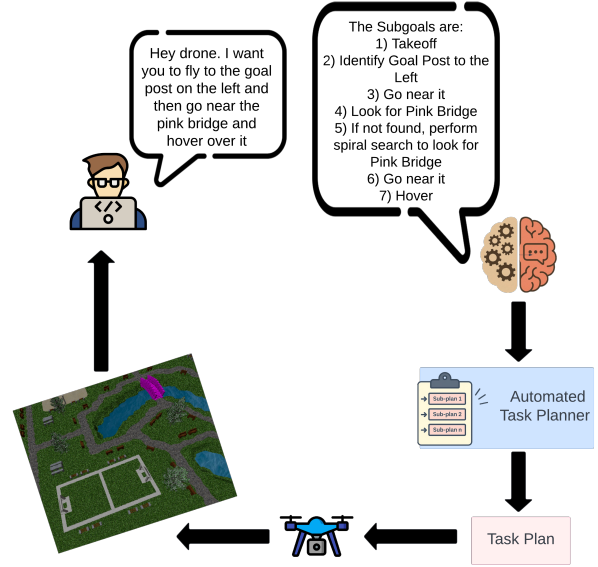 Hey drone. I want
you to fly to the goal
post on the left and
then go near the
pink bridge and
hover over it
The Subgoals are:
1) Takeoff
2) Identify Goal Post to the
Left
3) Go near it
4) Look for Pink Bridge
5) If not found, perform
spiral search to look for
Pink Bridge
6) Go near it
7) Hover
</>
Sub-plan 1
Sub-plan 2
Sub-plan n
Automated
Task Planner
Task Plan